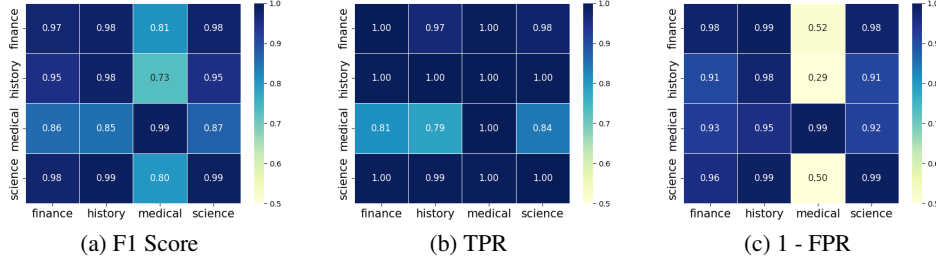 finance 0.97 0.98 0.81 0.98
history 0.95 0.98 0.73 0.95
medical 0.86 0.85 0.99 0.87
science 0.98 0.99 0.80 0.99
finance history medical science
1.0
0.9
0.8
0.7
0.6
0.5
(a) F1 Score
finance 1.00 0.97 1.00 0.98
history 1.00 1.00 1.00 1.00
medical 0.81 0.79 1.00 0.84
science 1.00 0.99 1.00 1.00
finance history medical science
1.0
0.9
0.8
0.7
0.6
0.5
(b) TPR
finance 0.98 0.99 0.52 0.98
history 0.91 0.98 0.29 0.91
medical 0.93 0.95 0.99 0.92
science 0.96 0.99 0.50 0.99
finance history medical science
1.0
0.9
0.8
0.7
0.6
0.5
(c) 1 - FPR